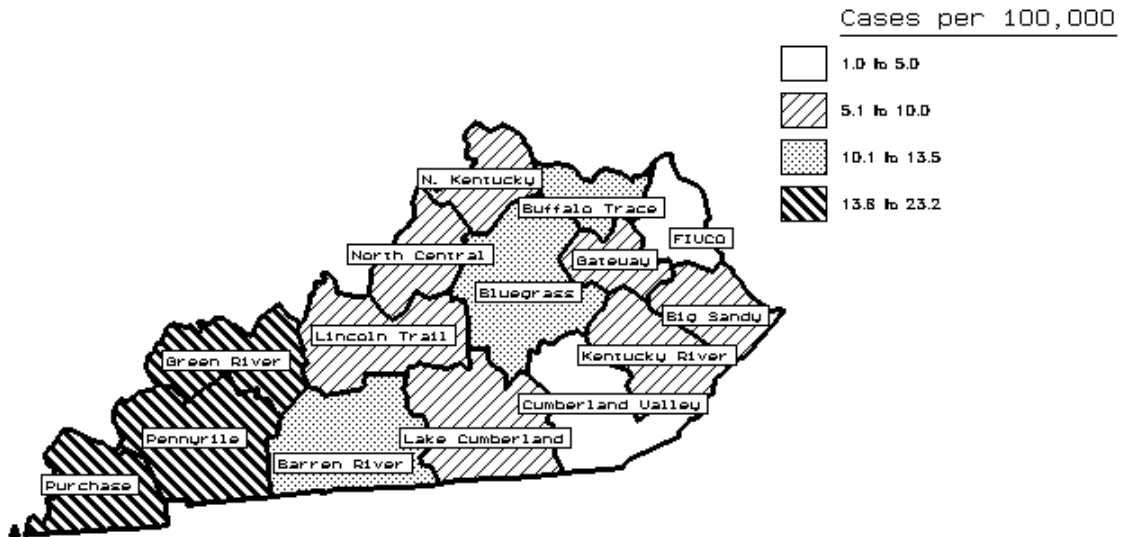 Cases per 100,000
1.0 to 5.0
5.1 to 10.0
10.1 to 13.5
13.6 to 23.2
N. Kentucky
Buffalo Trace
FIVCO
North Central
Gateway
Bluegrass
Big Sandy
Lincoln Trail
Kentucky River
Green River
Cumberland Valley
Pennyrile
Lake Cumberland
Barren River
Purchase